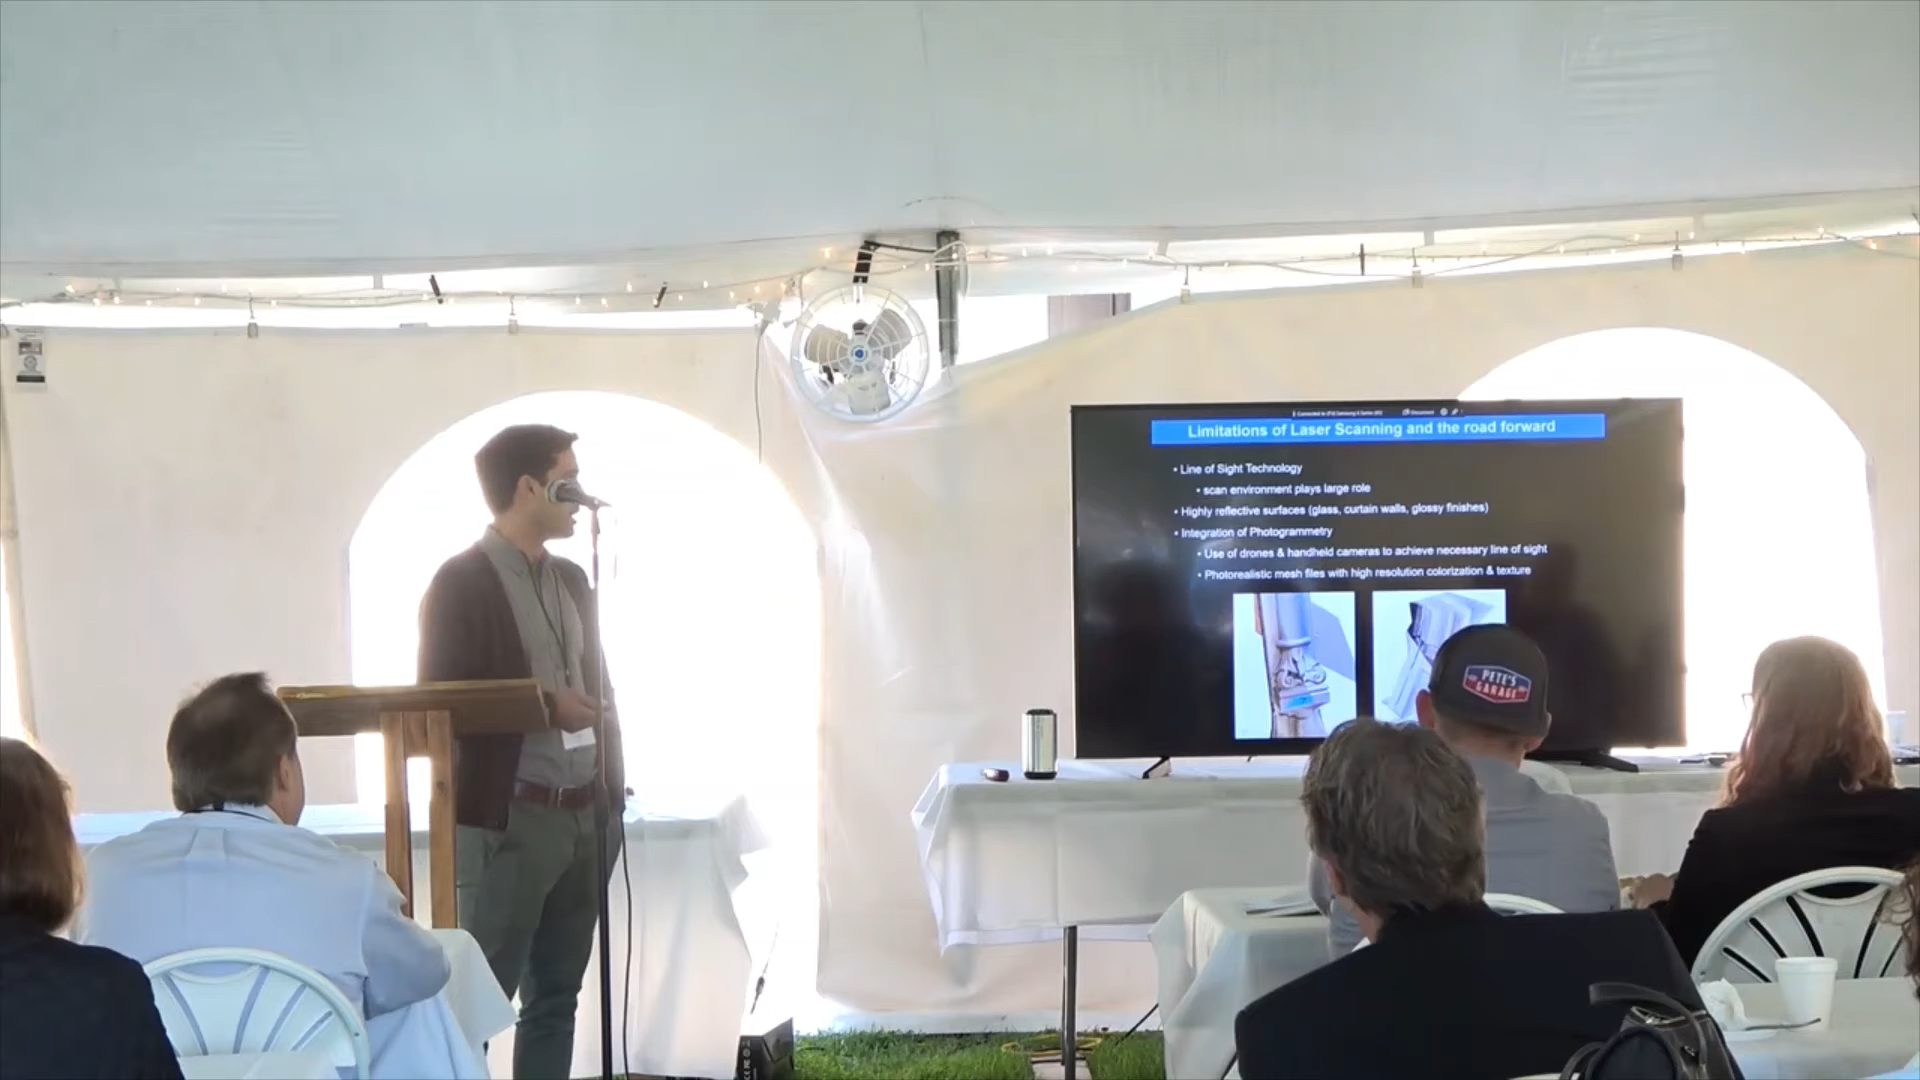 Limitations of Laser Scanning and the road forward
• Line of Sight Technology
• scan environment plays large role
• Highly reflective surfaces (glass, curtain walls, glossy finishes)
• Integration of Photogrammetry
• Use of drones & handheld cameras to achieve necessary line of sight
• Photorealistic mesh files with high resolution colorization & texture
PETE'S
GARAGE